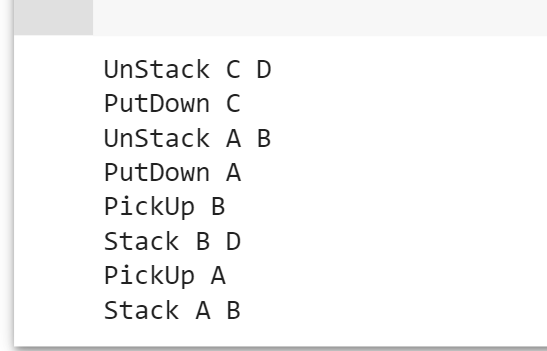 UnStack C D
PutDown C
UnStack A B
PutDown A
PickUp B
Stack B D
PickUp A
Stack A B